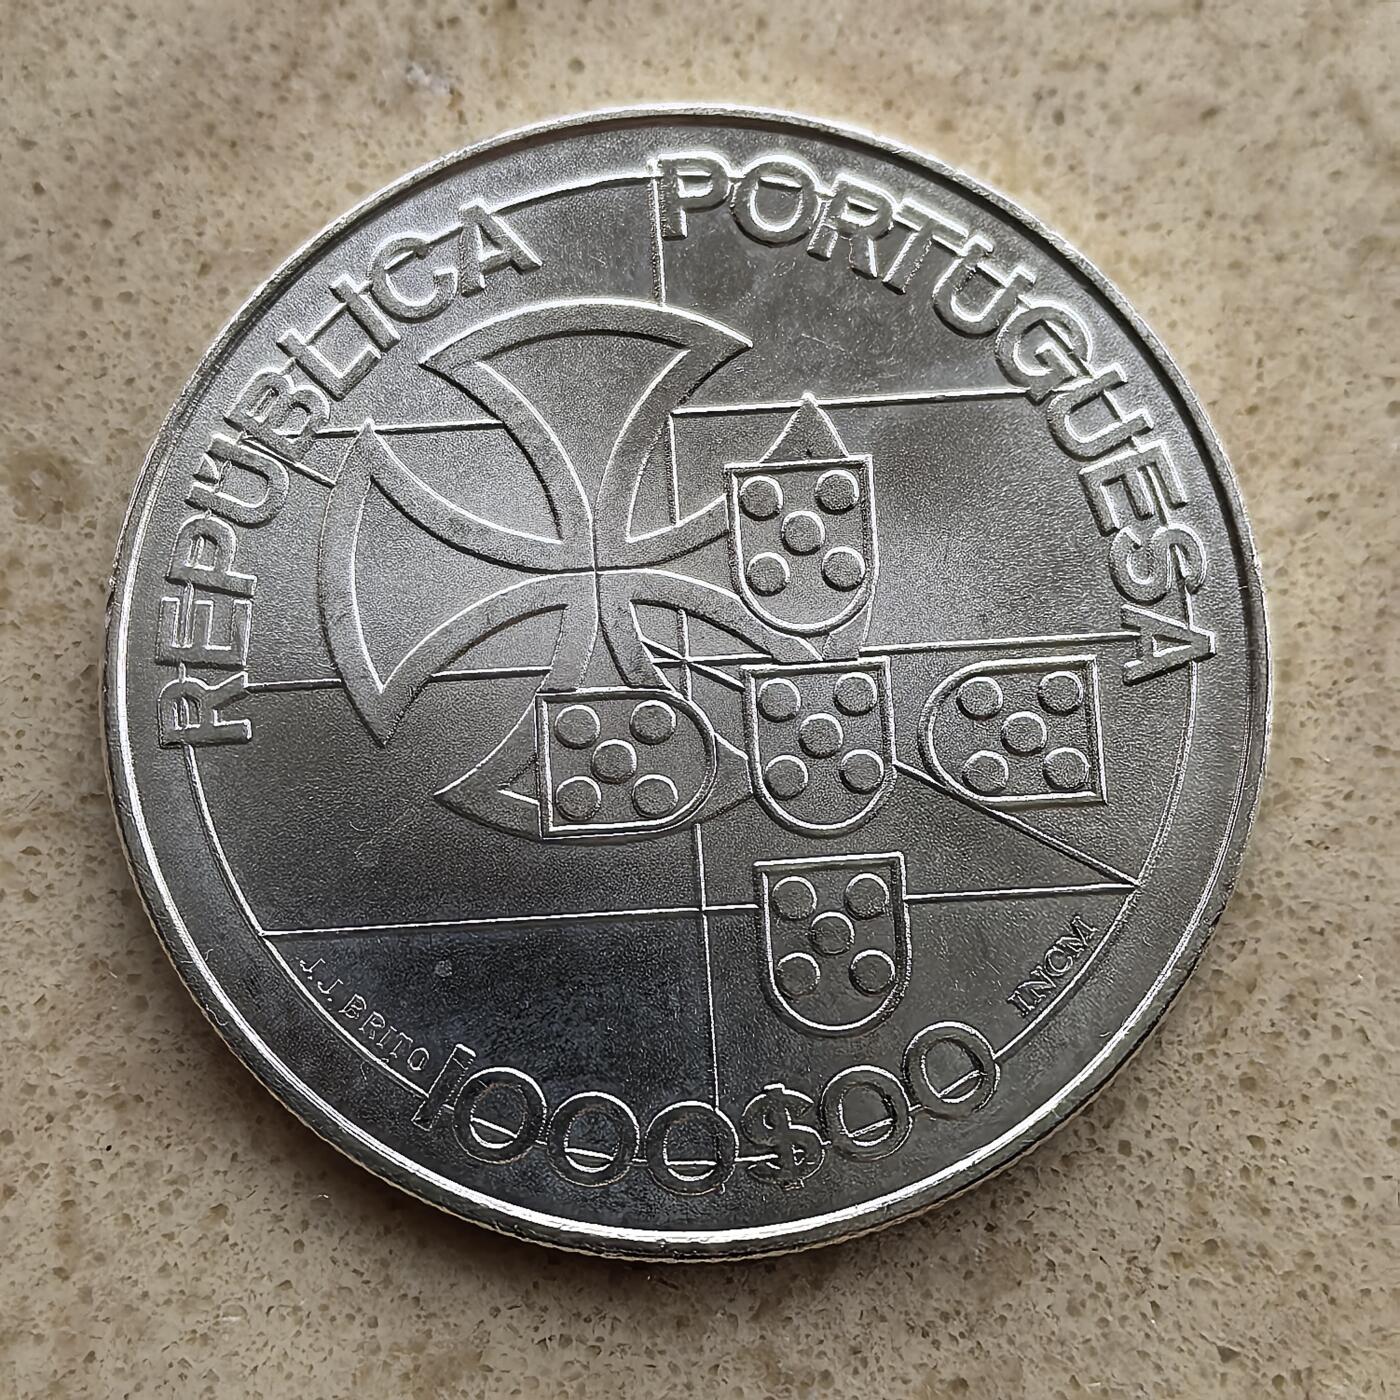 REPÚBLICA PORTUGUESA
J.J. BRITO
INCM
1000$00